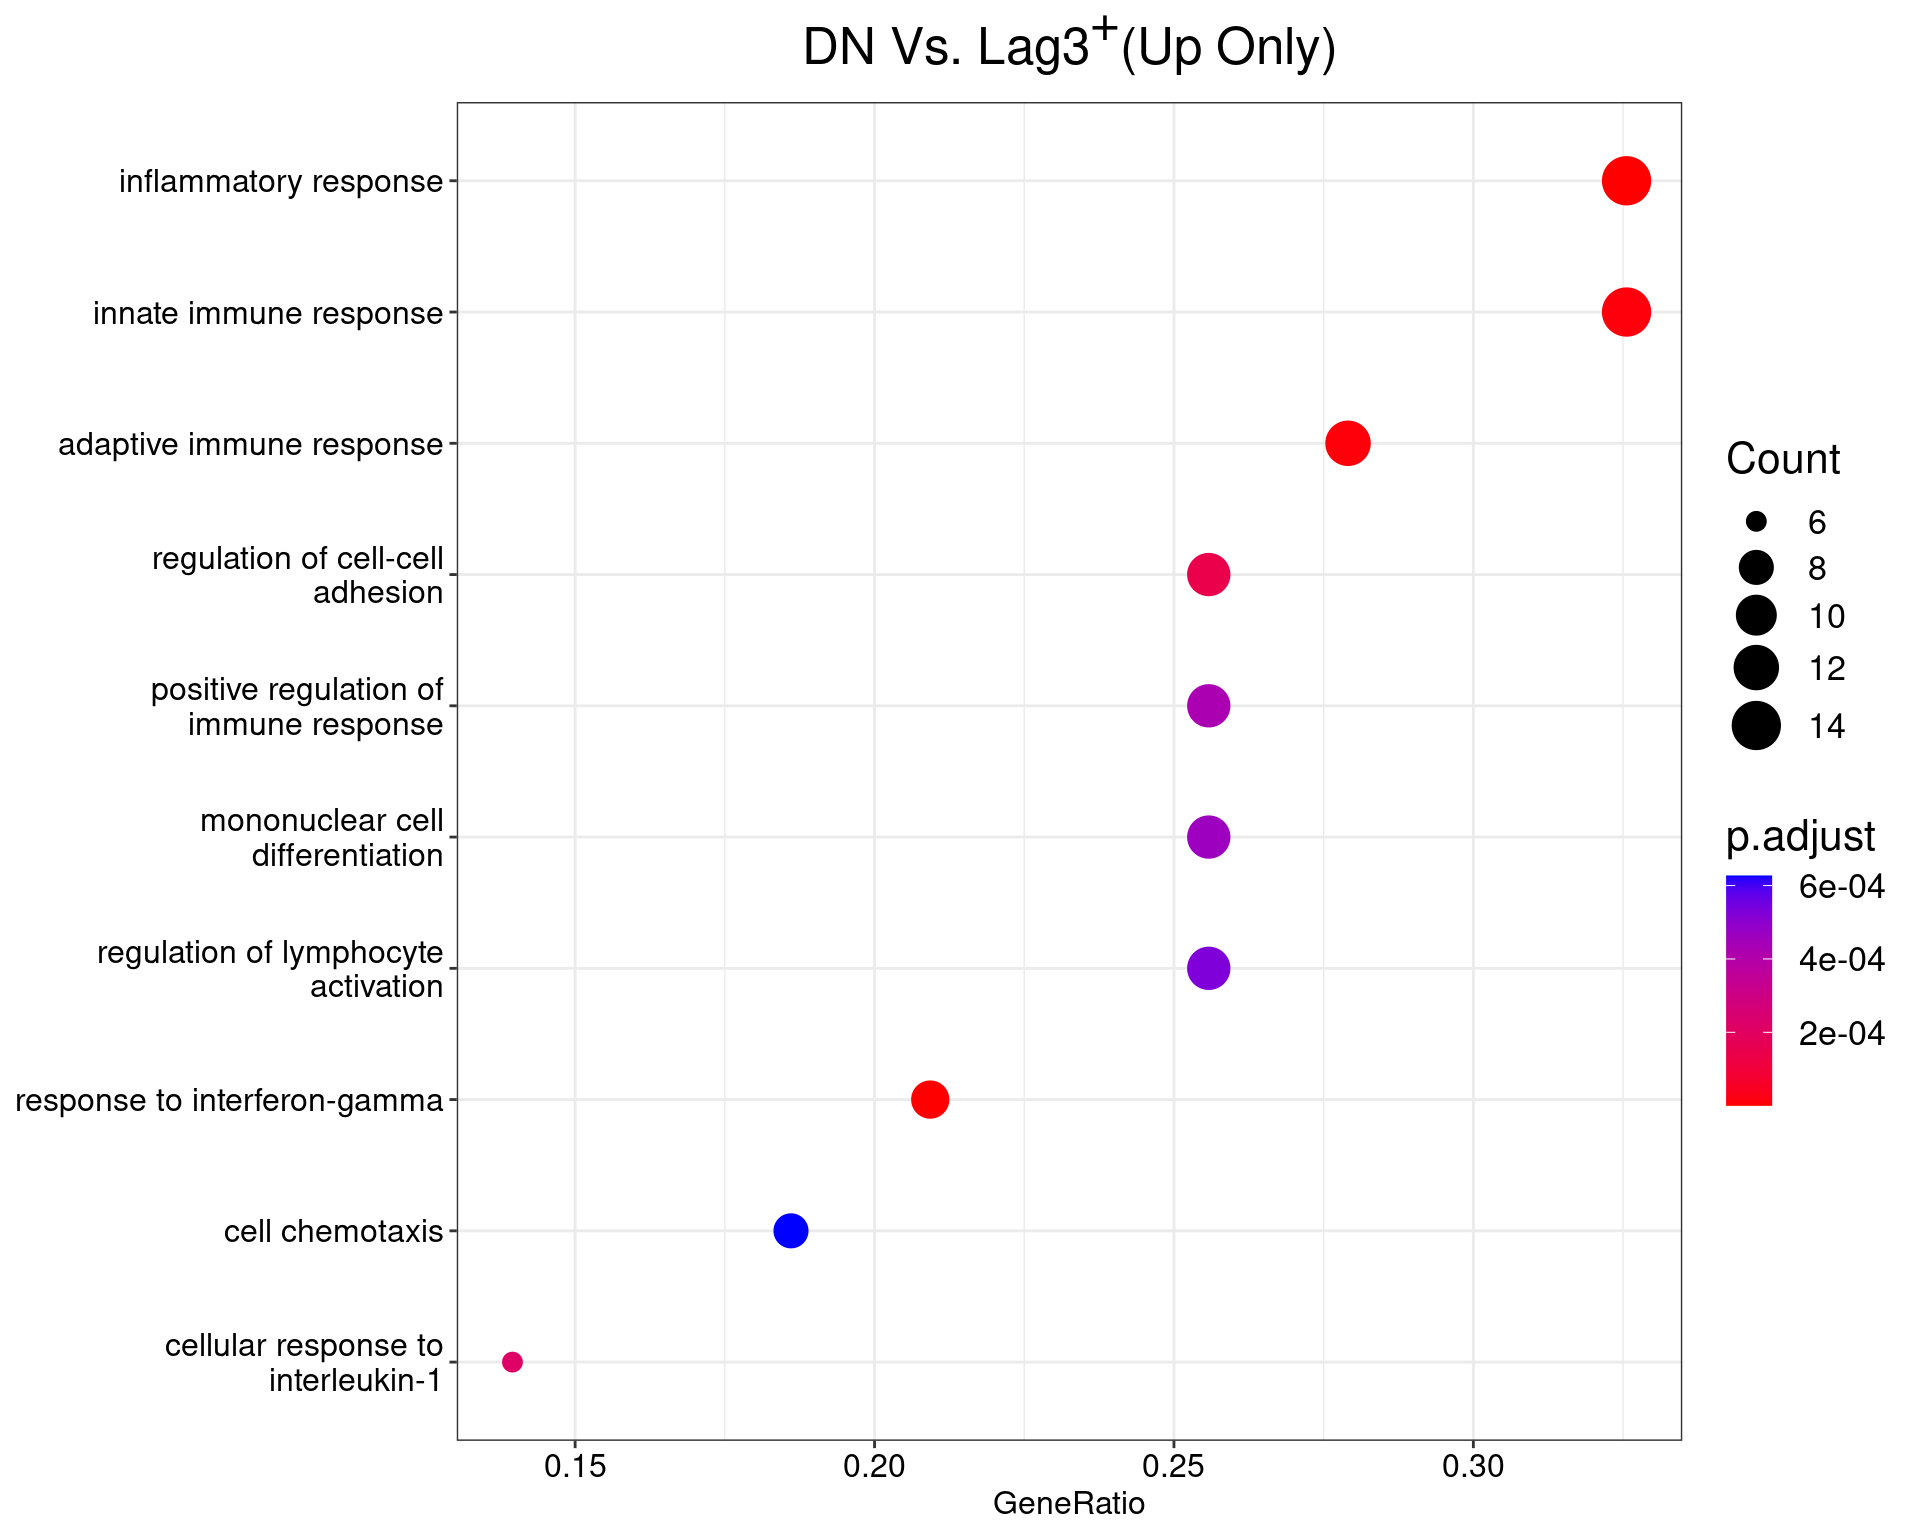 DN Vs. Lag3⁺(Up Only)
inflammatory response
innate immune response
adaptive immune response
regulation of cell-cell
adhesion
positive regulation of
immune response
mononuclear cell
differentiation
regulation of lymphocyte
activation
response to interferon-gamma
cell chemotaxis
cellular response to
interleukin-1
0.15
0.20
0.25
0.30
GeneRatio
Count
6
8
10
12
14
p.adjust
6e-04
4e-04
2e-04